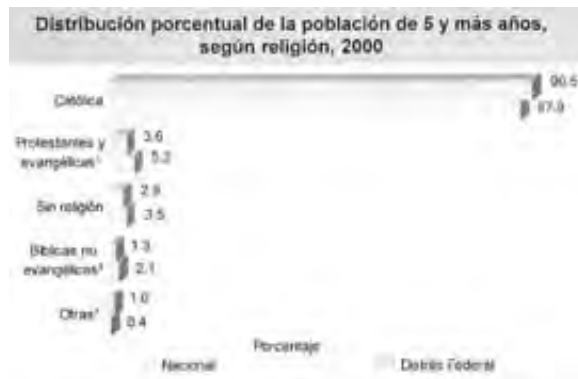 Distribución porcentual de la población de 5 y más años,
según religión, 2000
90.5
Católica
87.9
3.6
Protestantes y
evangélicas¹
5.2
2.9
Sin religión
3.5
1.3
Bíblicas no
evangélicas²
2.1
1.0
Otras³
0.4
Porcentaje
Nacional
Federal